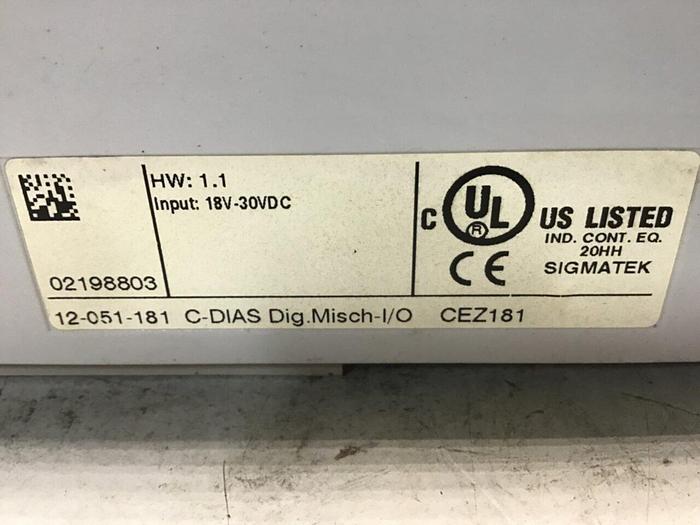 HW: 1.1
Input: 18V-30VDC
02198803
C UL ® US LISTED
IND. CONT. EQ.
20HH
CE SIGMATEK
12-051-181 C-DIAS Dig.Misch-I/O CEZ181